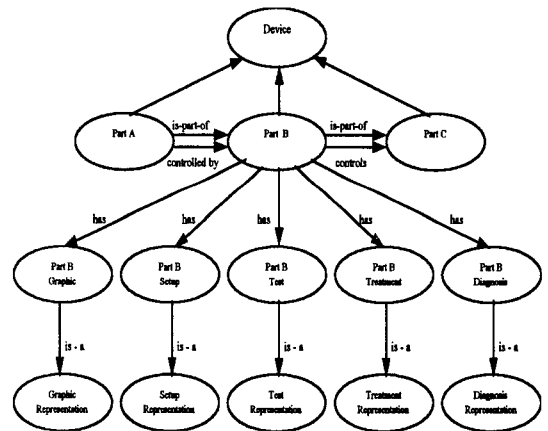 Device
is-part-of
is-part-of
Part A
Part B
Part C
controlled by
controls
has
has
has
has
has
Part B
Graphic
Part B
Setup
Part B
Test
Part B
Treatment
Part B
Diagnosis
is - a
is - a
is - a
is - a
is - a
Graphic
Representation
Setup
Representation
Test
Representation
Treatment
Representation
Diagnosis
Representation